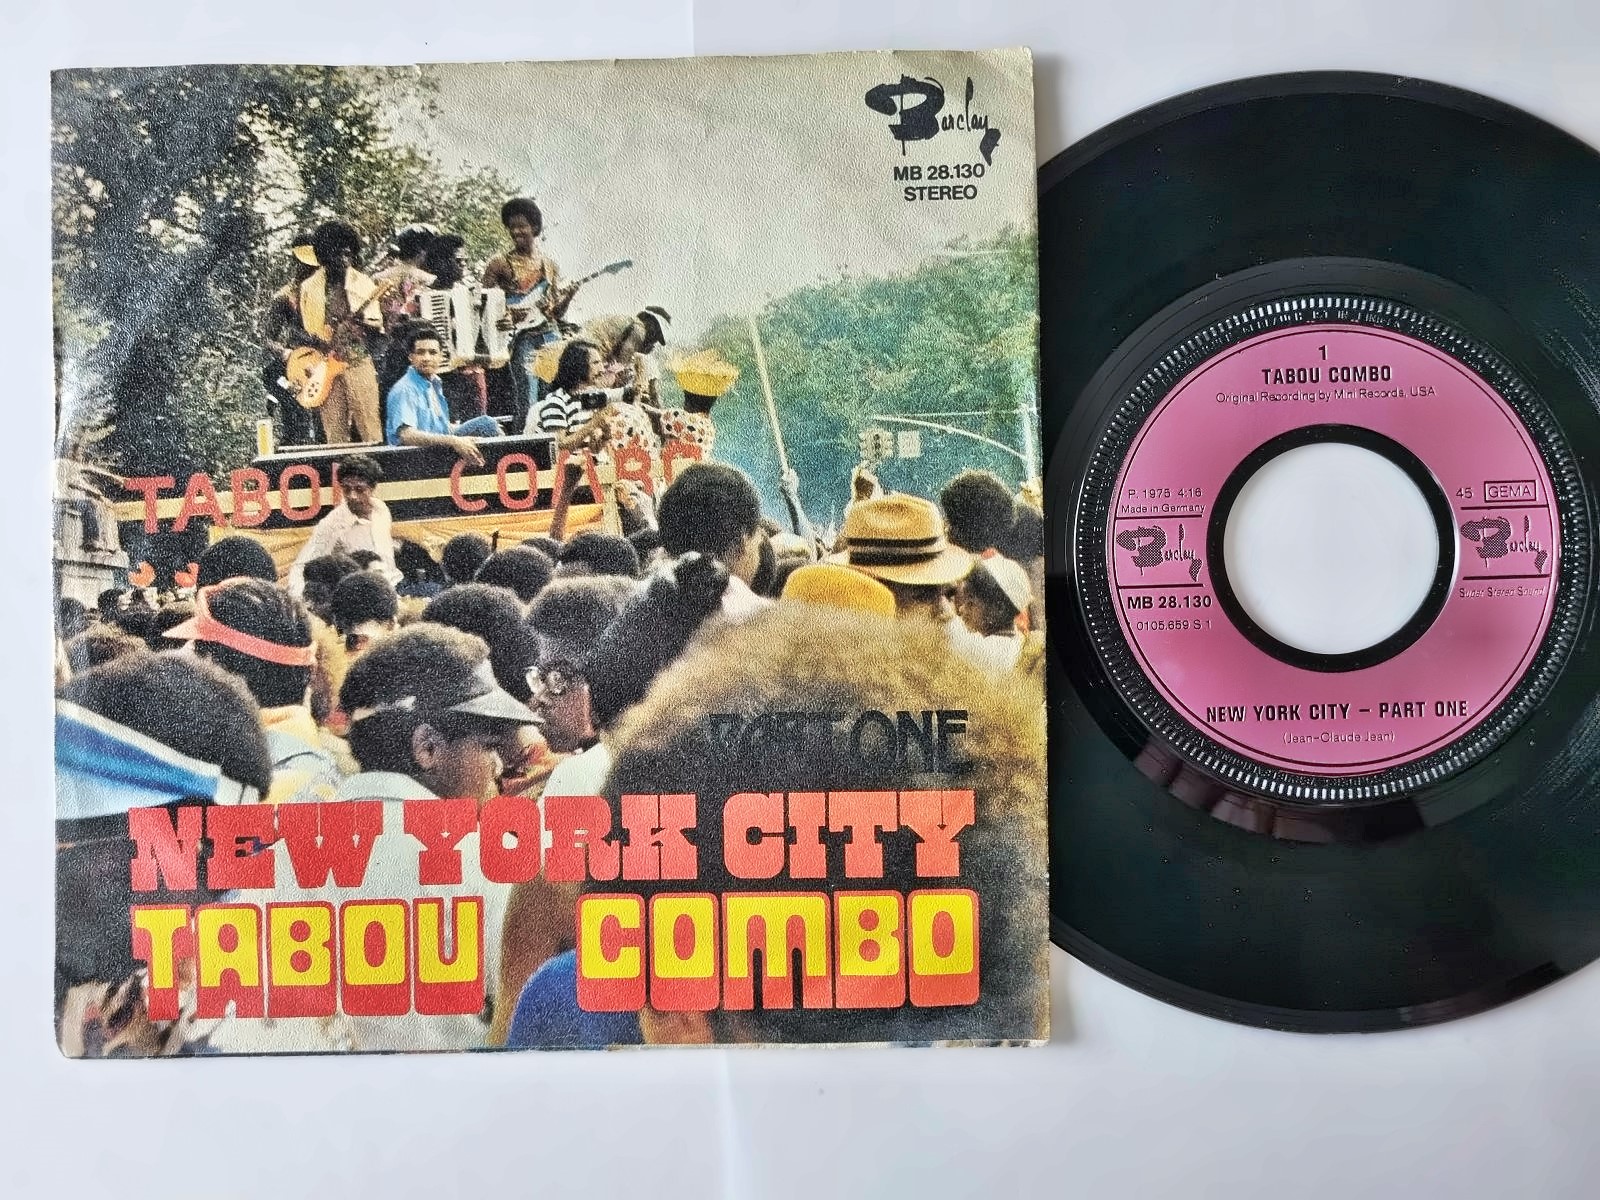 Barclay
MB 28.130
STEREO
TABOU COMBO
PART ONE
NEW YORK CITY
TABOU COMBO
1
TABOU COMBO
Original Recording by Mini Records, USA
P. 1975 4:16
Made in Germany
Barclay
MB 28.130
0105.659 S 1
45 GEMA
Barclay
Super Stereo Sound
NEW YORK CITY – PART ONE
(Jean-Claude Jean)